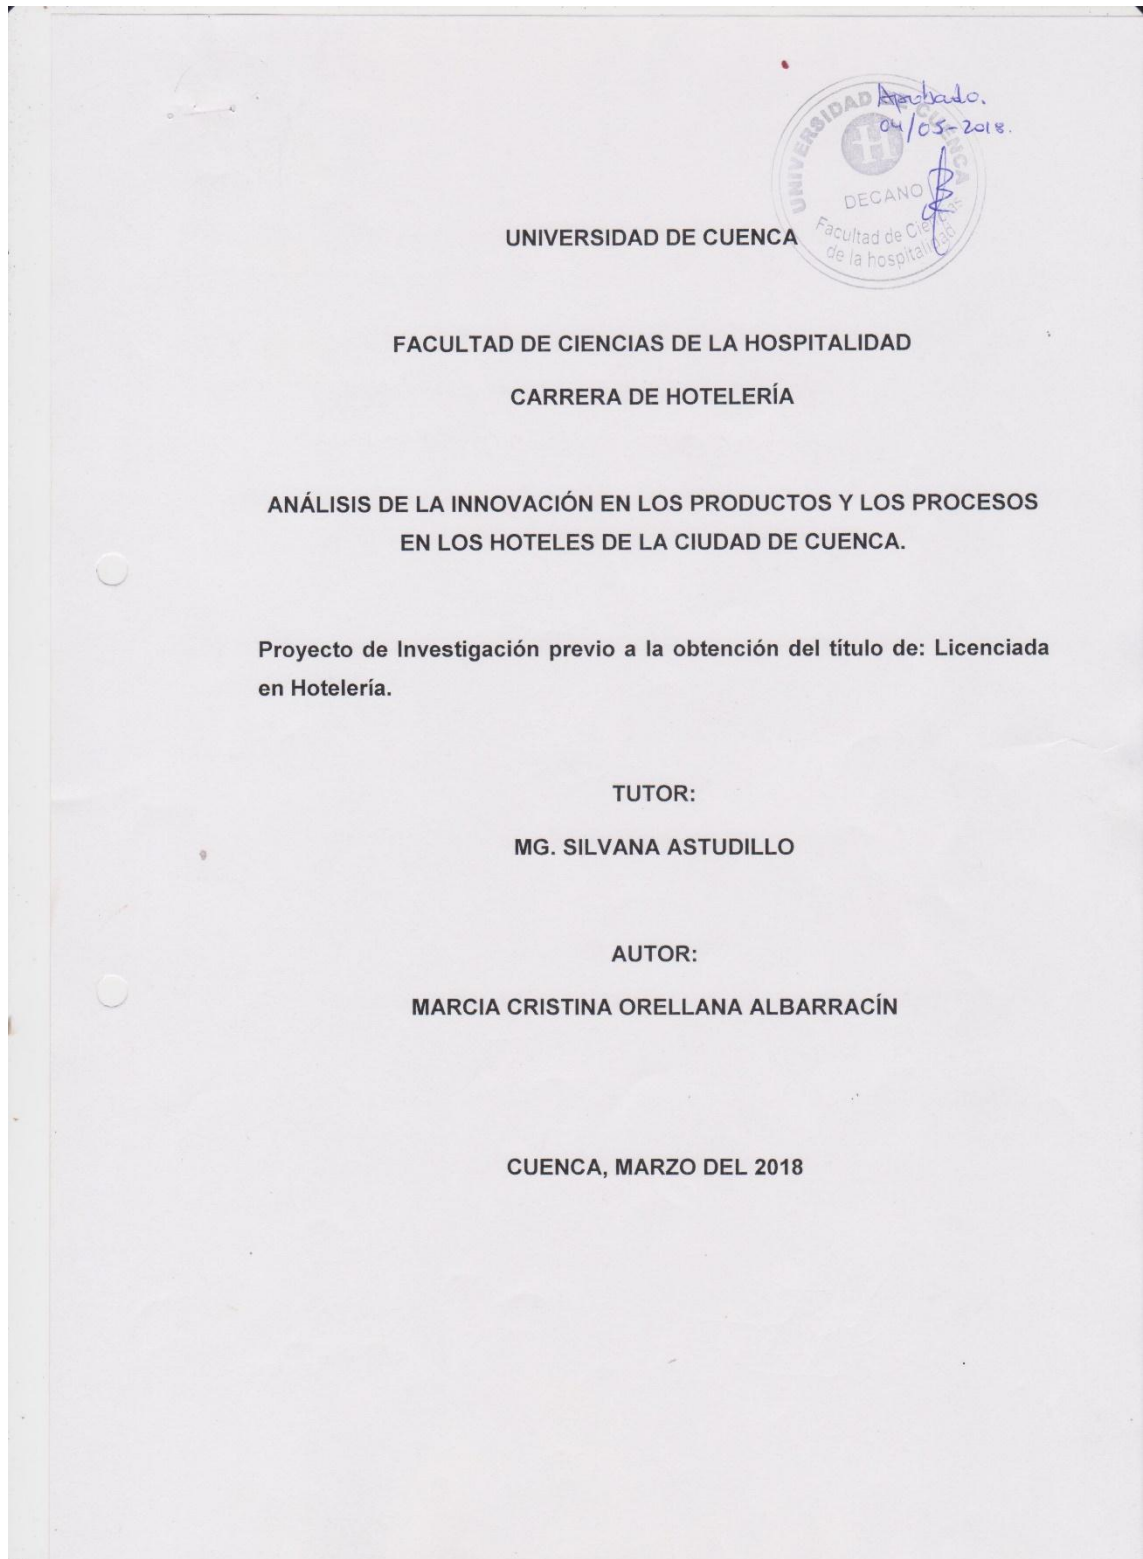 Aprobado.
04/05-2018.
UNIVERSIDAD DE CUENCA
DECANO
Facultad de Ciencias
de la hospitalidad
UNIVERSIDAD DE CUENCA
FACULTAD DE CIENCIAS DE LA HOSPITALIDAD
CARRERA DE HOTELERÍA
ANÁLISIS DE LA INNOVACIÓN EN LOS PRODUCTOS Y LOS PROCESOS
EN LOS HOTELES DE LA CIUDAD DE CUENCA.
Proyecto de Investigación previo a la obtención del título de: Licenciada
en Hotelería.
TUTOR:
MG. SILVANA ASTUDILLO
AUTOR:
MARCIA CRISTINA ORELLANA ALBARRACÍN
CUENCA, MARZO DEL 2018